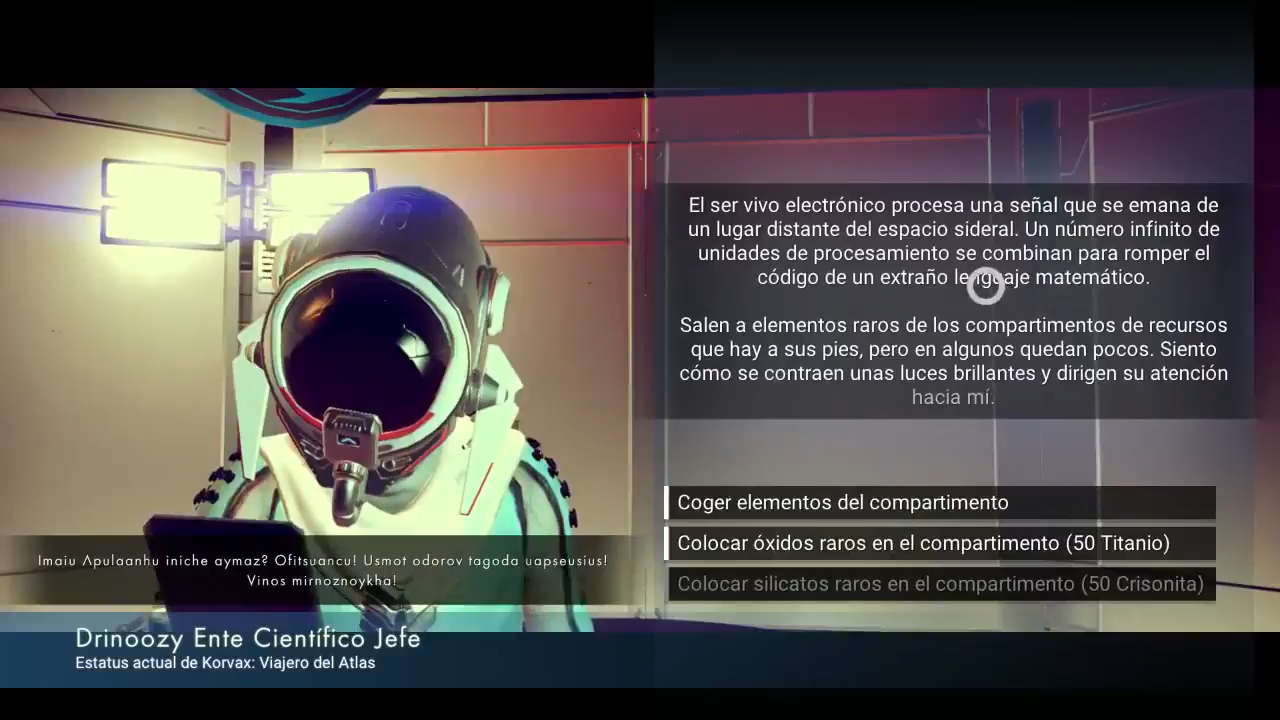 El ser vivo electrónico procesa una señal que se emana de
un lugar distante del espacio sideral. Un número infinito de
unidades de procesamiento se combinan para romper el
código de un extraño lenguaje matemático.
Salen a elementos raros de los compartimentos de recursos
que hay a sus pies, pero en algunos quedan pocos. Siento
cómo se contraen unas luces brillantes y dirigen su atención
hacia mí.
Coger elementos del compartimento
Colocar óxidos raros en el compartimento (50 Titanio)
Colocar silicatos raros en el compartimento (50 Crisonita)
Imaiu Apulaanhu iniche aymaz? Ofitsuancu! Usmot odorov tagoda uapseusius!
Vinos mirnoznoykha!
Drinoozy Ente Científico Jefe
Estatus actual de Korvax: Viajero del Atlas